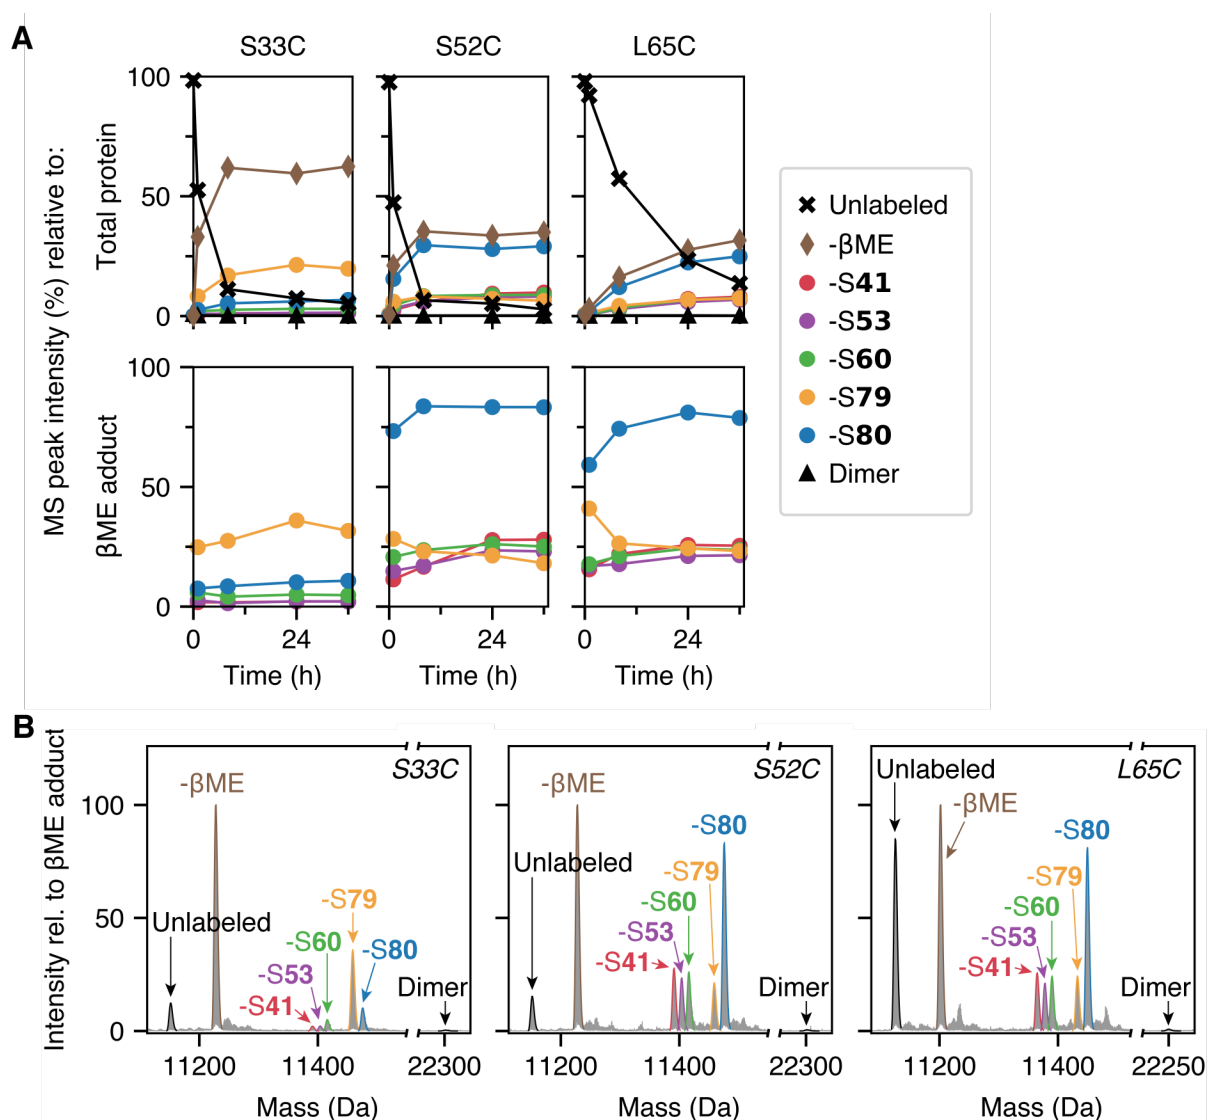 A
S33C
S52C
L65C
MS peak intensity (%) relative to:
Total protein
100
50
0
βME adduct
100
50
0
0
24
0
24
0
24
Time (h)
Time (h)
Time (h)
Unlabeled
-βME
-S41
-S53
-S60
-S79
-S80
Dimer
B
Intensity rel. to βME adduct
100
50
0
S33C
-βME
Unlabeled
-S79
-S60
-S80
-S53
-S41
Dimer
11200
11400
22300
Mass (Da)
S52C
-βME
-S80
Unlabeled
-S79
-S60
-S53
-S41
Dimer
11200
11400
22300
Mass (Da)
Unlabeled
L65C
-βME
-S80
-S79
-S60
-S53
-S41
Dimer
11200
11400
22250
Mass (Da)